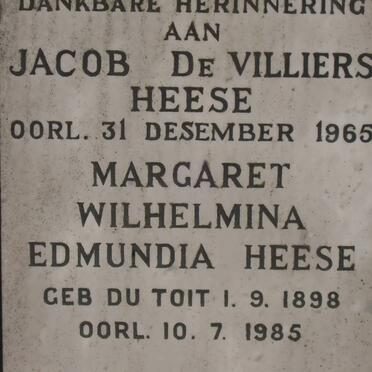 DANKBARE HERINNERING
AAN
JACOB DE VILLIERS
HEESE
OORL. 31 DESEMBER 1965
MARGARET
WILHELMINA
EDMUNDIA HEESE
GEB DU TOIT 1. 9. 1898
OORL. 10. 7. 1985